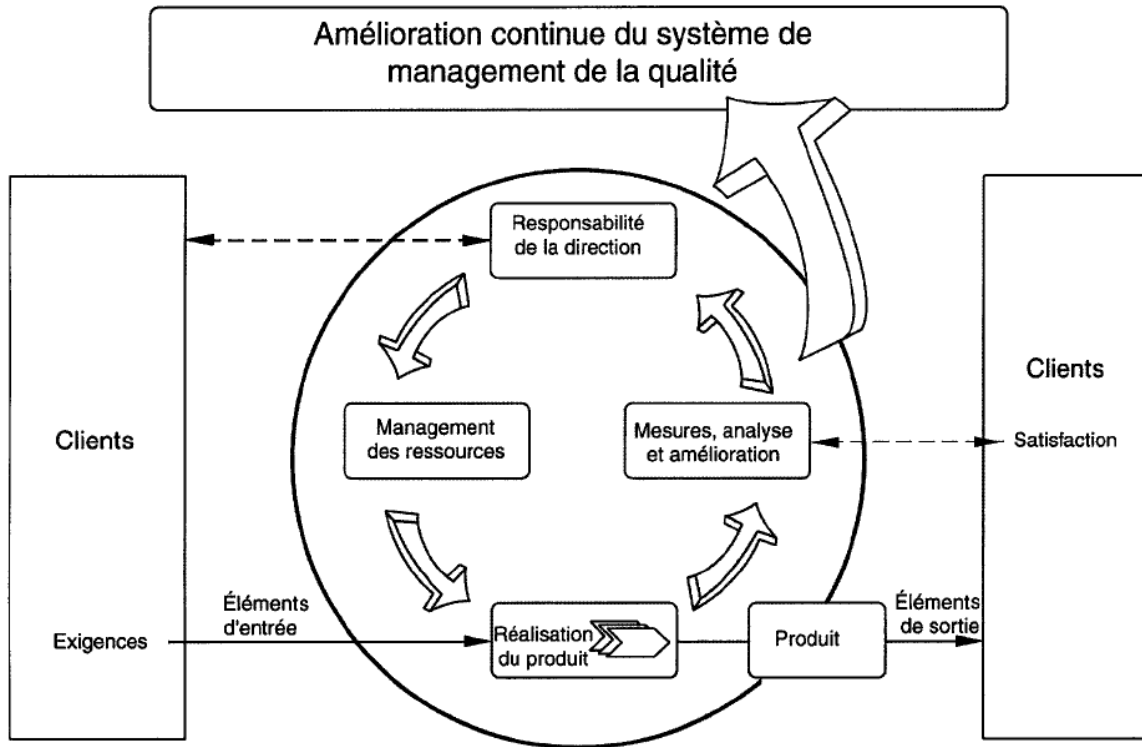 Amélioration continue du système de
management de la qualité
Responsabilité
de la direction
Clients
Management
des ressources
Mesures, analyse
et amélioration
Clients
Satisfaction
Éléments
d'entrée
Exigences
Réalisation
du produit
Produit
Éléments
de sortie